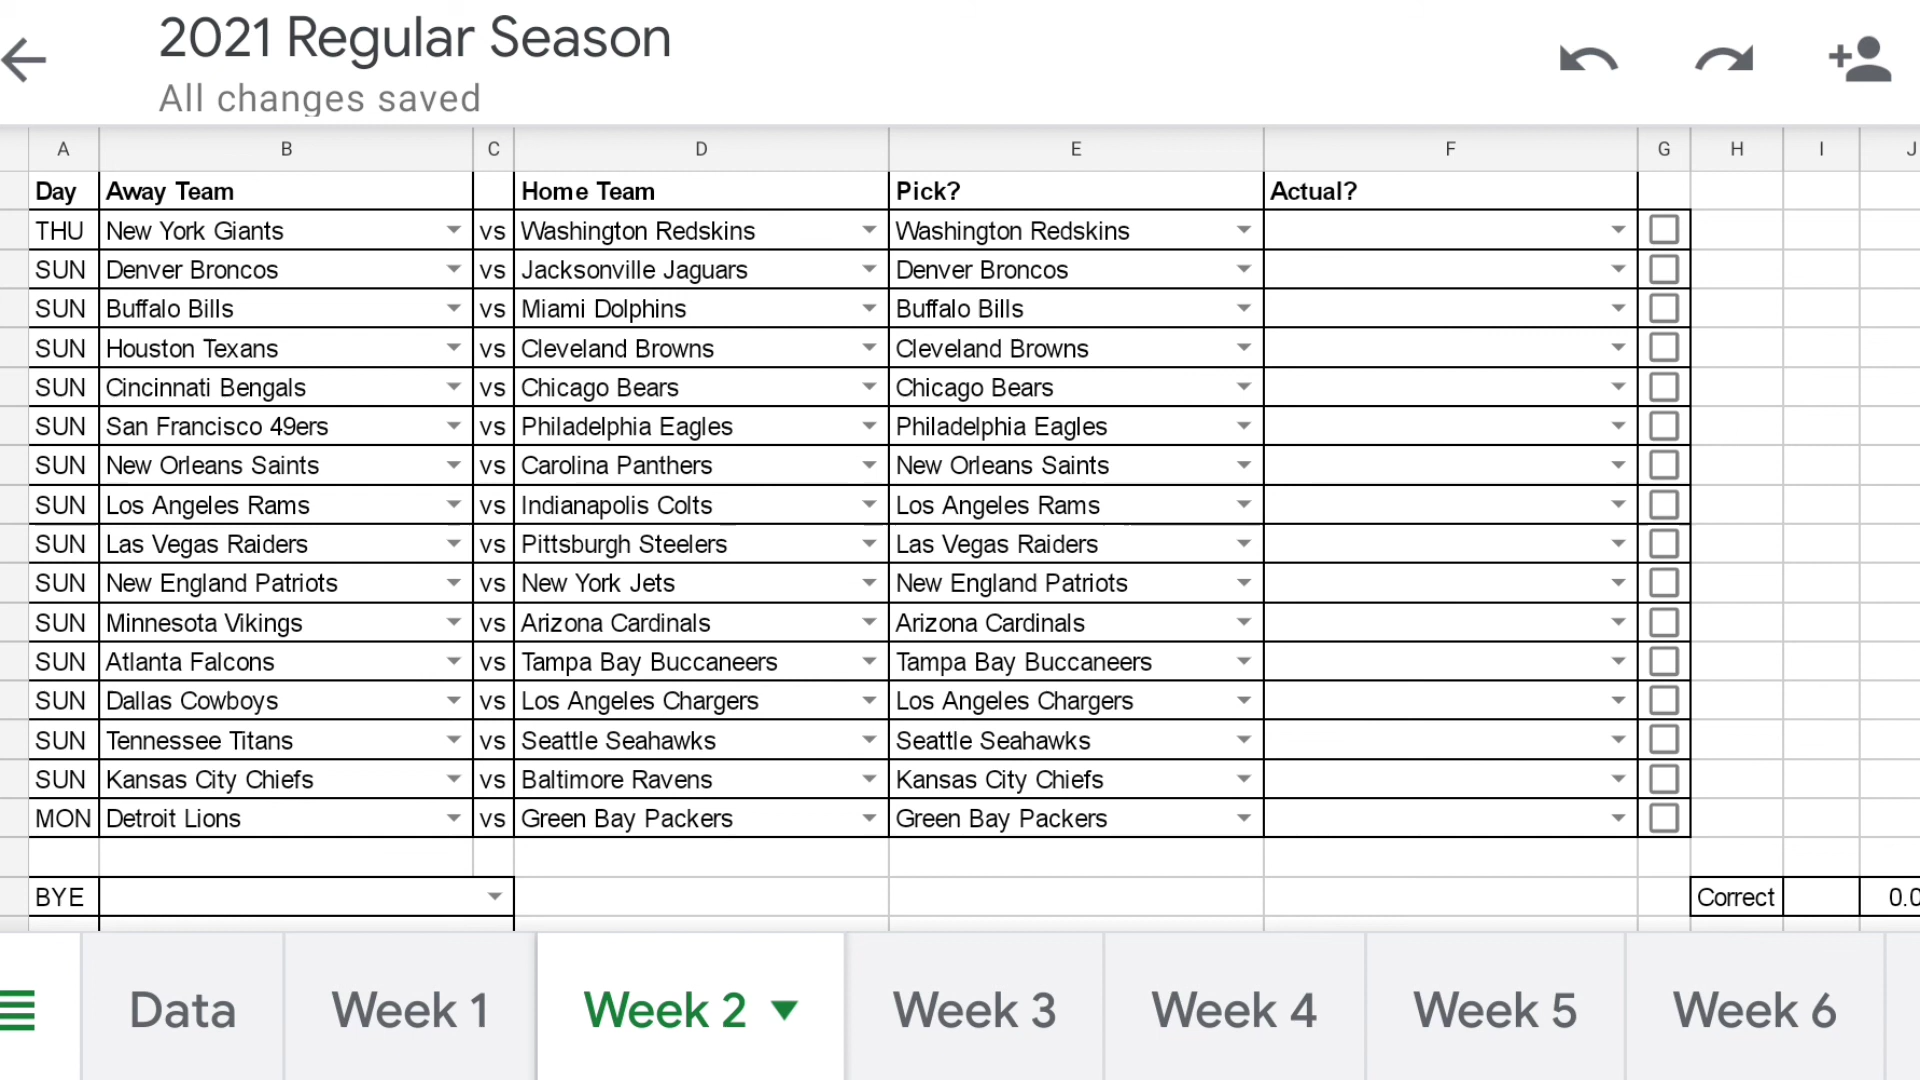 2021 Regular Season
All changes saved
A B C D E F G H I J
Day Away Team Home Team Pick? Actual?
THU New York Giants vs Washington Redskins Washington Redskins
SUN Denver Broncos vs Jacksonville Jaguars Denver Broncos
SUN Buffalo Bills vs Miami Dolphins Buffalo Bills
SUN Houston Texans vs Cleveland Browns Cleveland Browns
SUN Cincinnati Bengals vs Chicago Bears Chicago Bears
SUN San Francisco 49ers vs Philadelphia Eagles Philadelphia Eagles
SUN New Orleans Saints vs Carolina Panthers New Orleans Saints
SUN Los Angeles Rams vs Indianapolis Colts Los Angeles Rams
SUN Las Vegas Raiders vs Pittsburgh Steelers Las Vegas Raiders
SUN New England Patriots vs New York Jets New England Patriots
SUN Minnesota Vikings vs Arizona Cardinals Arizona Cardinals
SUN Atlanta Falcons vs Tampa Bay Buccaneers Tampa Bay Buccaneers
SUN Dallas Cowboys vs Los Angeles Chargers Los Angeles Chargers
SUN Tennessee Titans vs Seattle Seahawks Seattle Seahawks
SUN Kansas City Chiefs vs Baltimore Ravens Kansas City Chiefs
MON Detroit Lions vs Green Bay Packers Green Bay Packers
BYE Correct 0.0
Data Week 1 Week 2 Week 3 Week 4 Week 5 Week 6